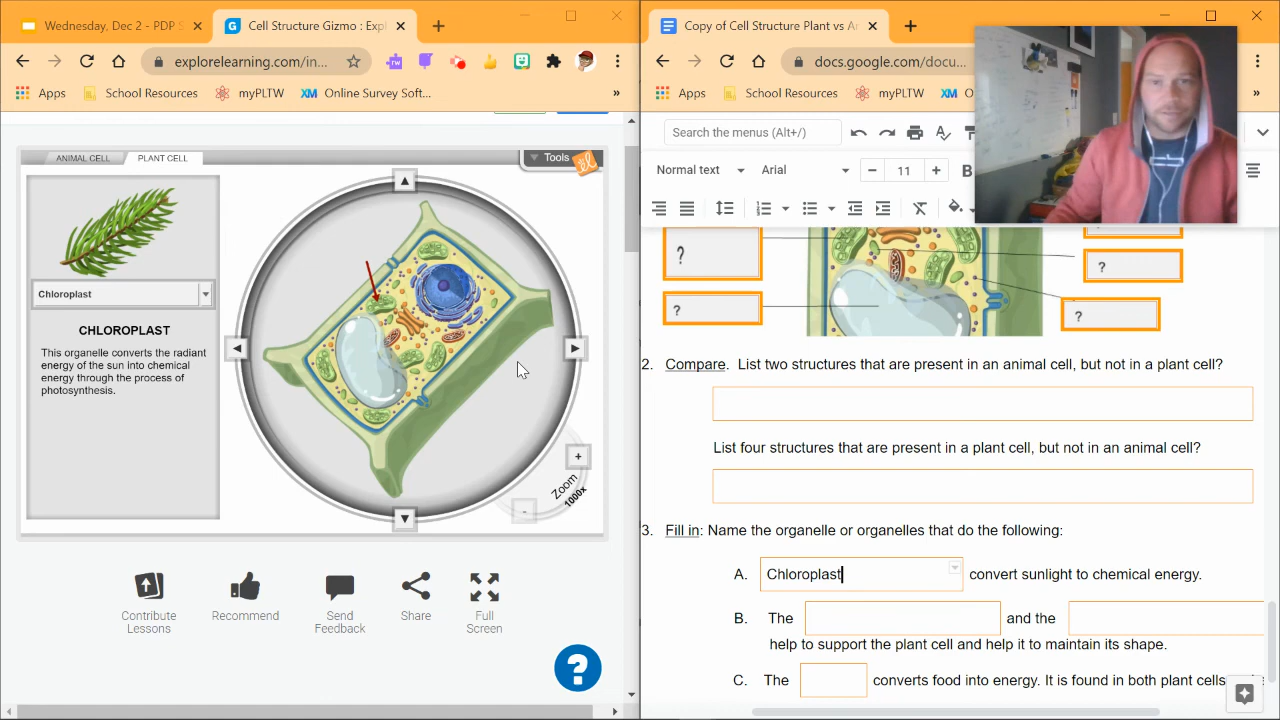 Wednesday, Dec 2 - PDLP S
Cell Structure Gizmo : Expl
explorelearning.com/in...
Apps
School Resources
myPLTW
Online Survey Soft...
»
ANIMAL CELL
PLANT CELL
Tools
Chloroplast
CHLOROPLAST
This organelle converts the radiant
energy of the sun into chemical
energy through the process of
photosynthesis.
Zoom
1000x
Contribute
Lessons
Recommend
Send
Feedback
Share
Full
Screen
?
Copy of Cell Structure Plant vs Ar
docs.google.com/docu...
Apps
School Resources
myPLTW
XM O
»
Search the menus (Alt+/)
Normal text
Arial
11
B
?
?
?
?
2. Compare. List two structures that are present in an animal cell, but not in a plant cell?
List four structures that are present in a plant cell, but not in an animal cell?
3. Fill in: Name the organelle or organelles that do the following:
A. Chloroplast convert sunlight to chemical energy.
B. The and the
help to support the plant cell and help it to maintain its shape.
C. The converts food into energy. It is found in both plant cells